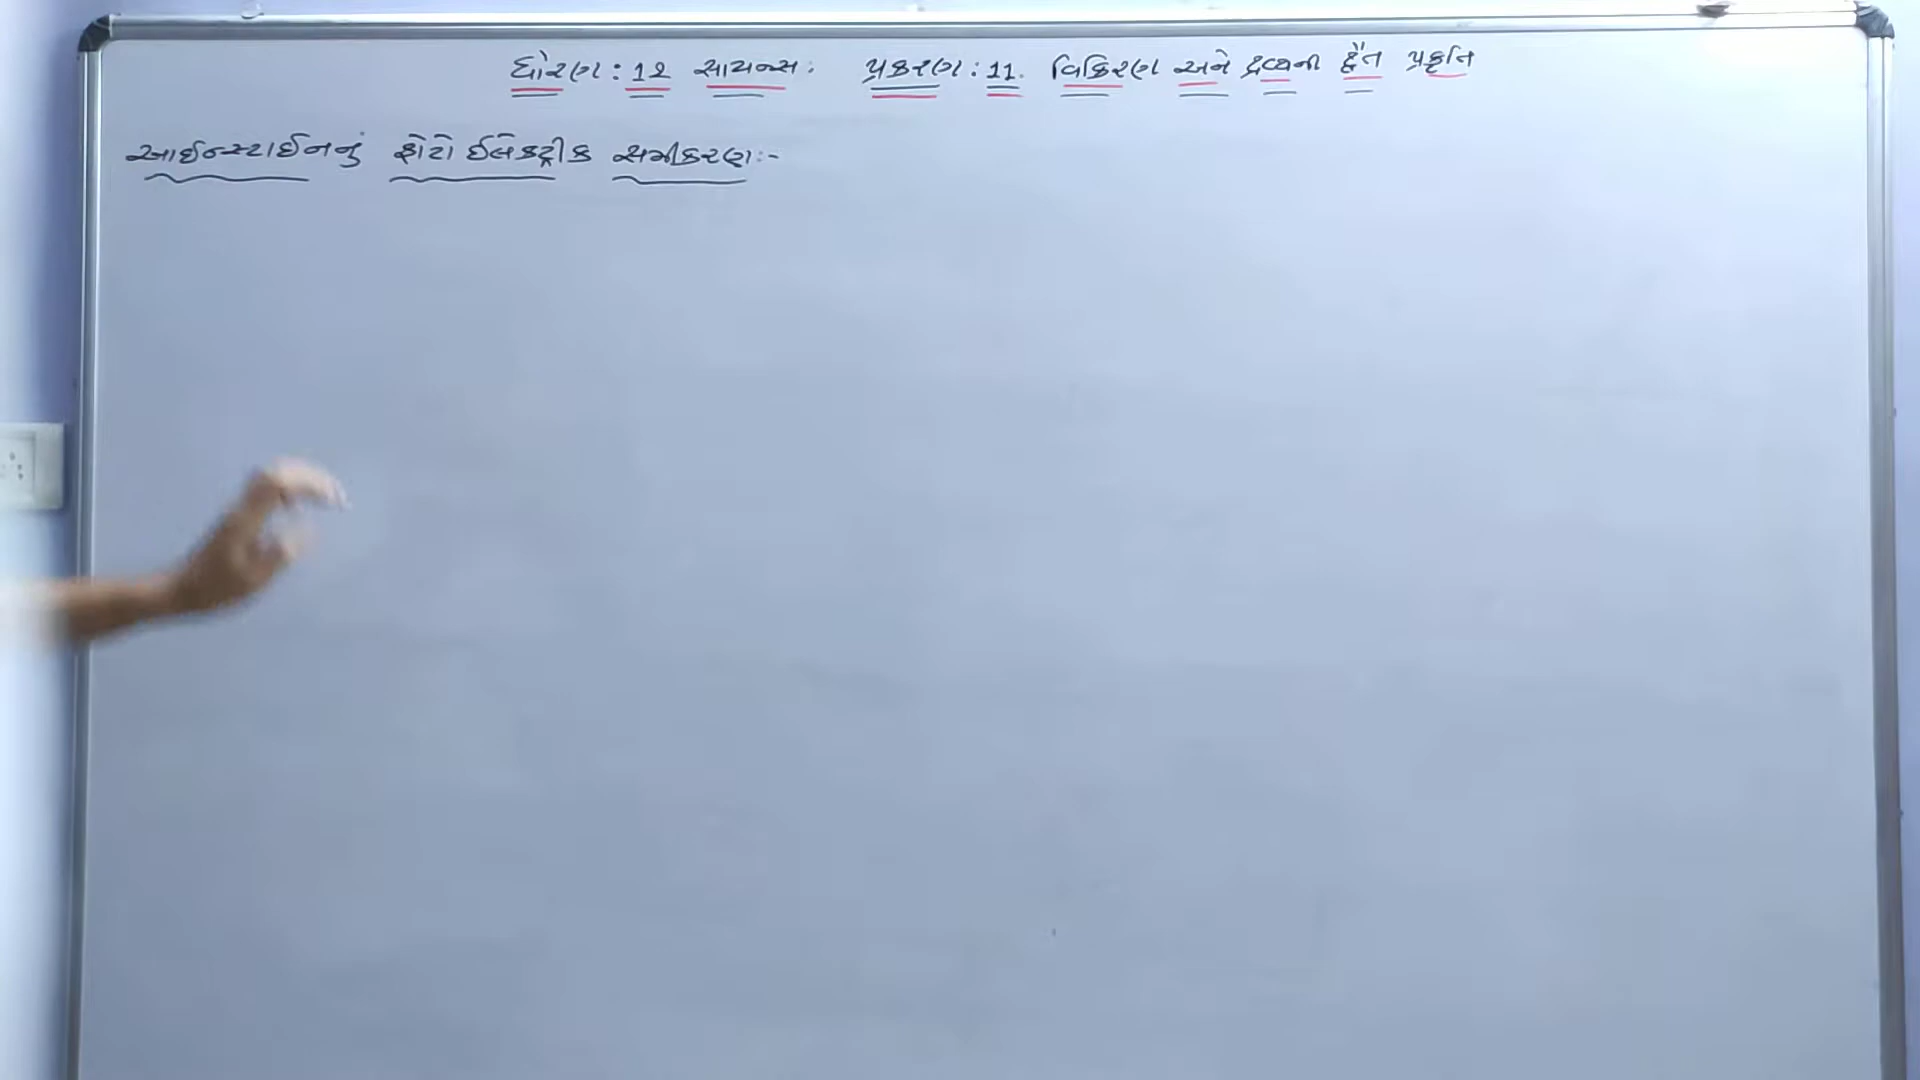 ધોરણ : 12 સાયન્સ. પ્રકરણ : 11. વિકિરણ અને દ્રવ્યની દ્વૈત પ્રકૃતિ
આઈન્સ્ટાઈનનું ફોટો ઈલેક્ટ્રીક સમીકરણ :-